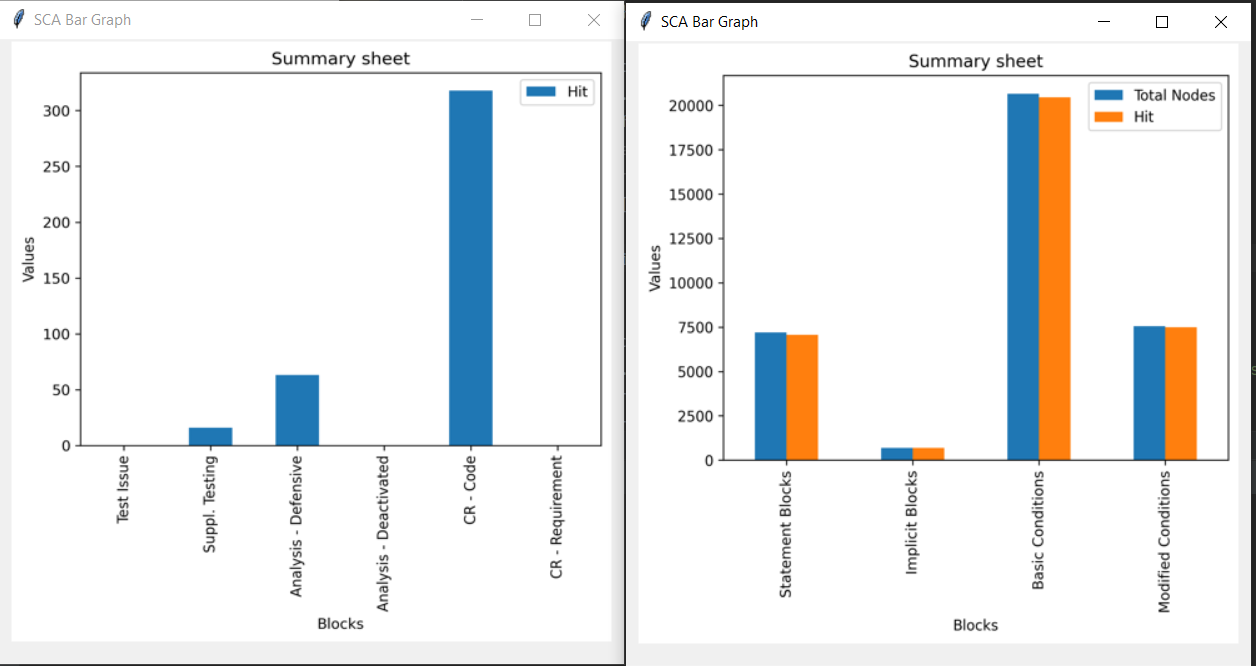 SCA Bar Graph
Summary sheet
Hit
300
250
200
150
100
50
0
Values
Test Issue
Suppl. Testing
Analysis - Defensive
Analysis - Deactivated
CR - Code
CR - Requirement
Blocks
SCA Bar Graph
Summary sheet
Total Nodes
Hit
20000
17500
15000
12500
10000
7500
5000
2500
0
Values
Statement Blocks
Implicit Blocks
Basic Conditions
Modified Conditions
Blocks